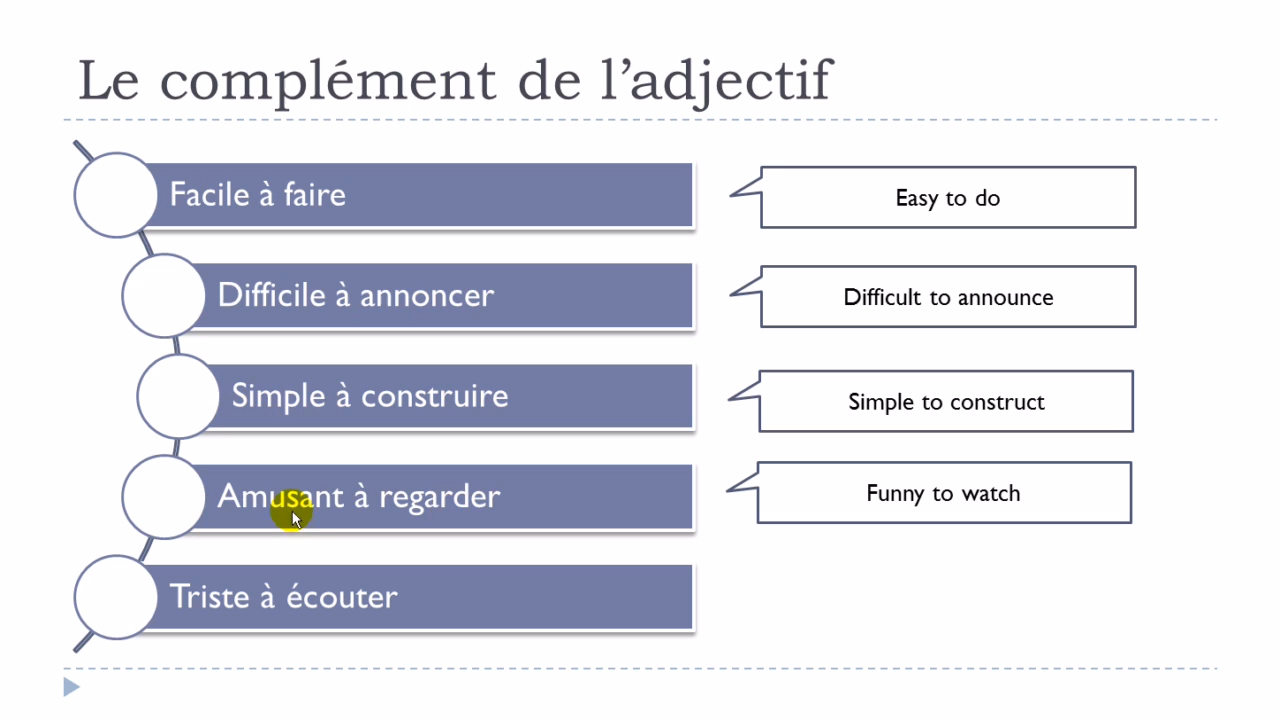 Le complément de l’adjectif
Facile à faire
Easy to do
Difficile à annoncer
Difficult to announce
Simple à construire
Simple to construct
Amusant à regarder
Funny to watch
Triste à écouter